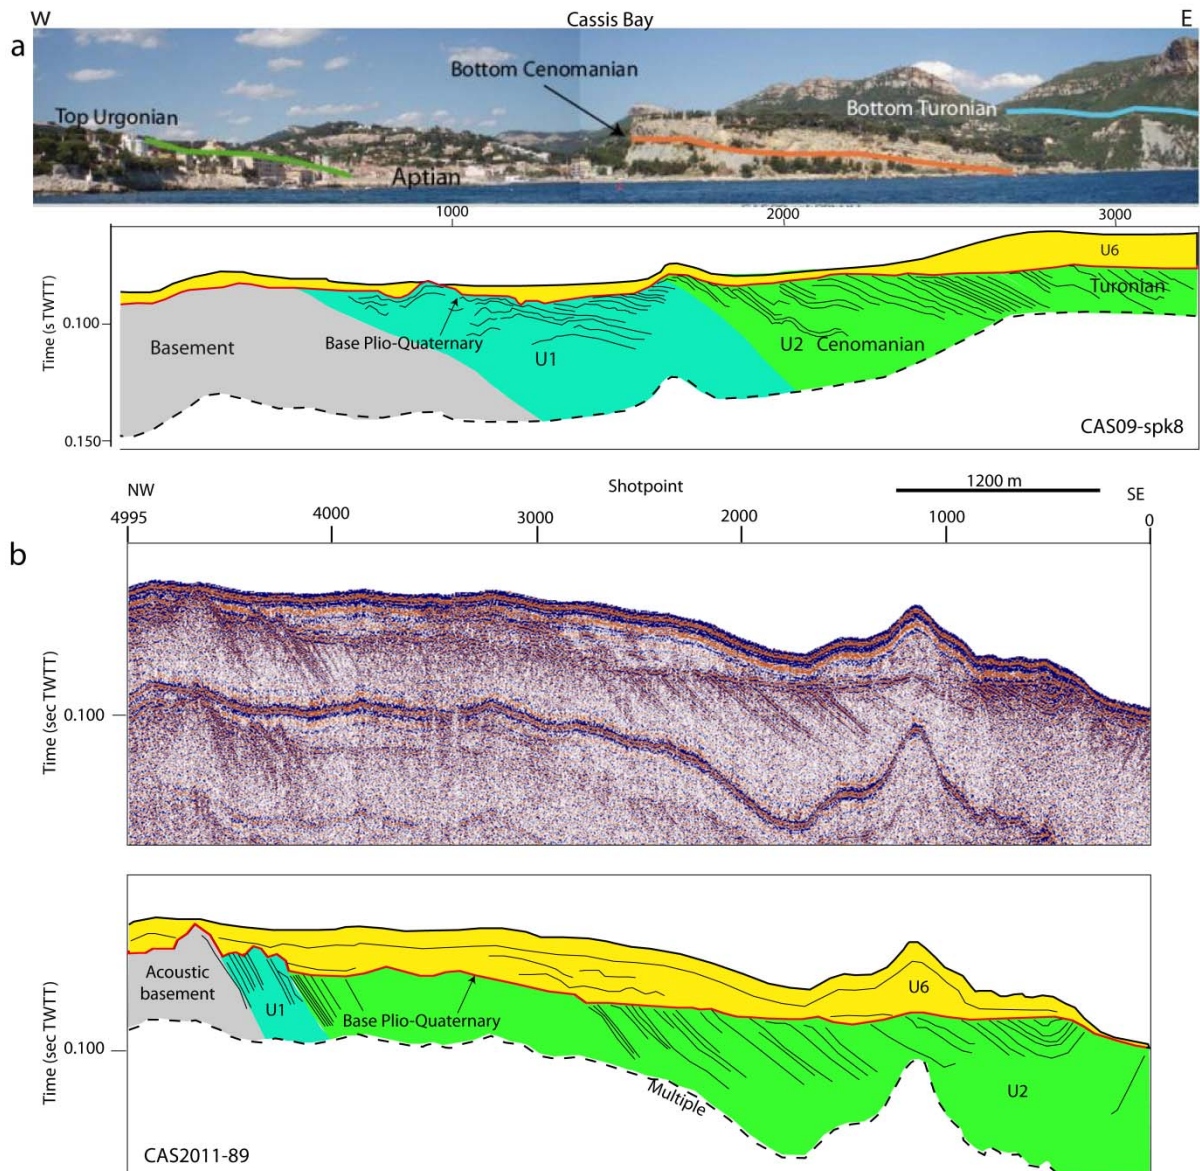 W
Cassis Bay
E
a
Bottom Cenomanian
Top Urgonian
Bottom Turonian
Aptian
1000
2000
3000
Time (s TWTT)
0.100
0.150
U6
Turonian
Basement
Base Plio-Quaternary
U1
U2 Cenomanian
CAS09-spk8
NW
Shotpoint
1200 m
SE
4995
4000
3000
2000
1000
0
b
Time (sec TWTT)
0.100
Time (sec TWTT)
0.100
Acoustic
basement
U1
Base Plio-Quaternary
U6
U2
Multiple
CAS2011-89